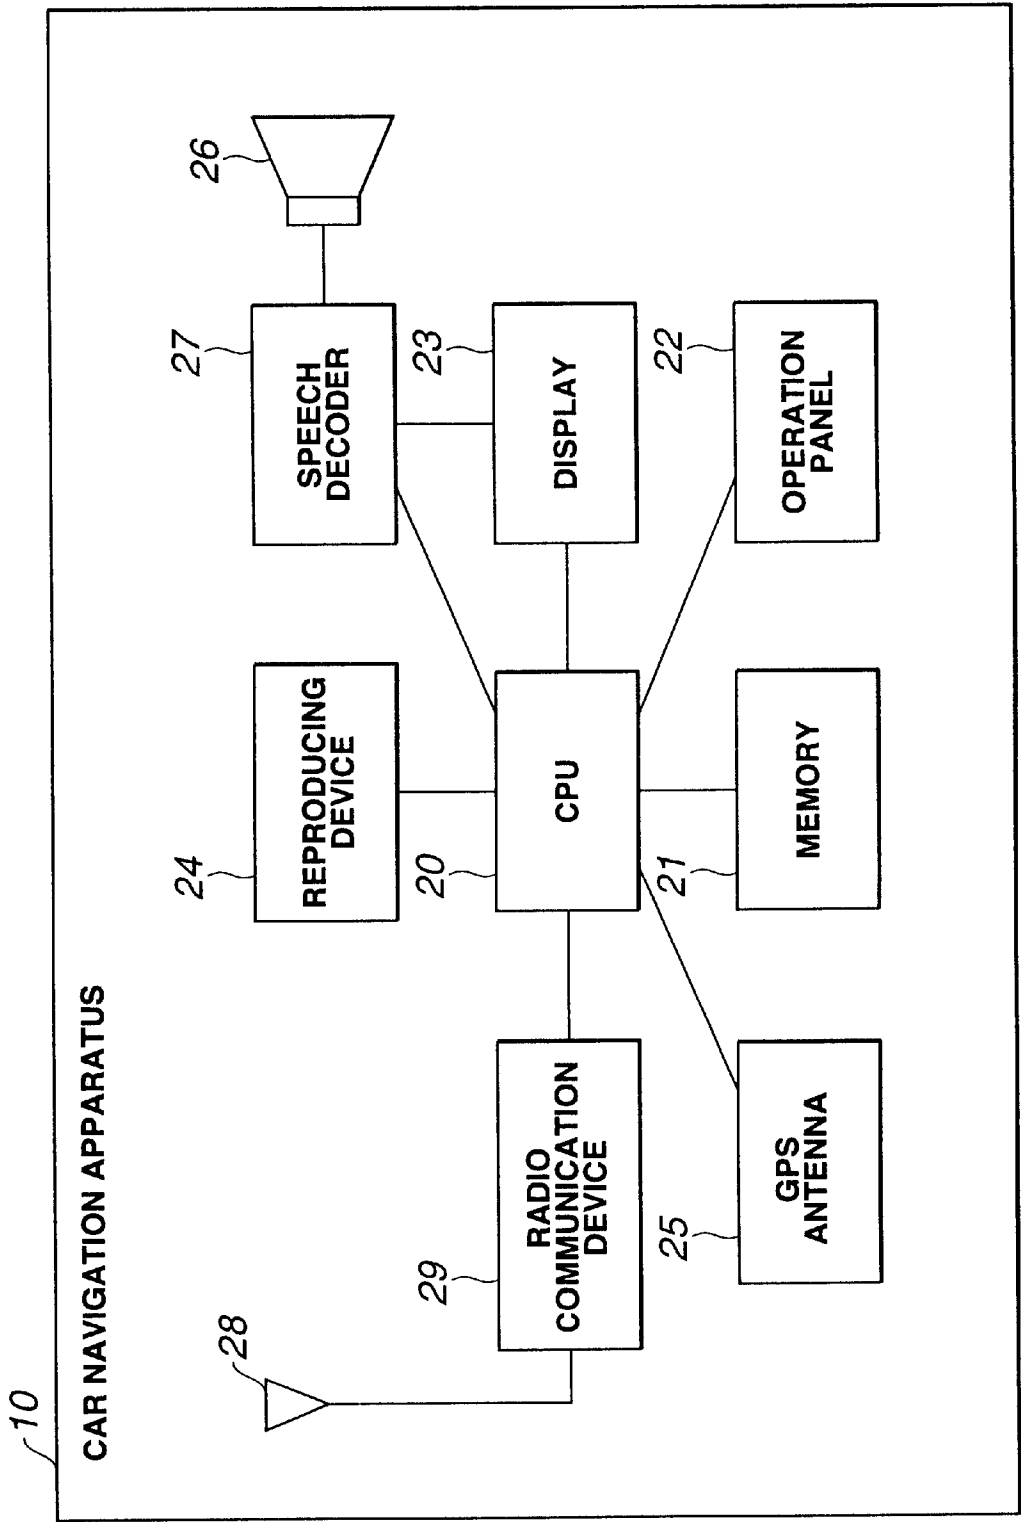 10
CAR NAVIGATION APPARATUS
28
29
RADIO
COMMUNICATION
DEVICE
25
GPS
ANTENNA
24
REPRODUCING
DEVICE
20
CPU
21
MEMORY
27
SPEECH
DECODER
26
23
DISPLAY
22
OPERATION
PANEL